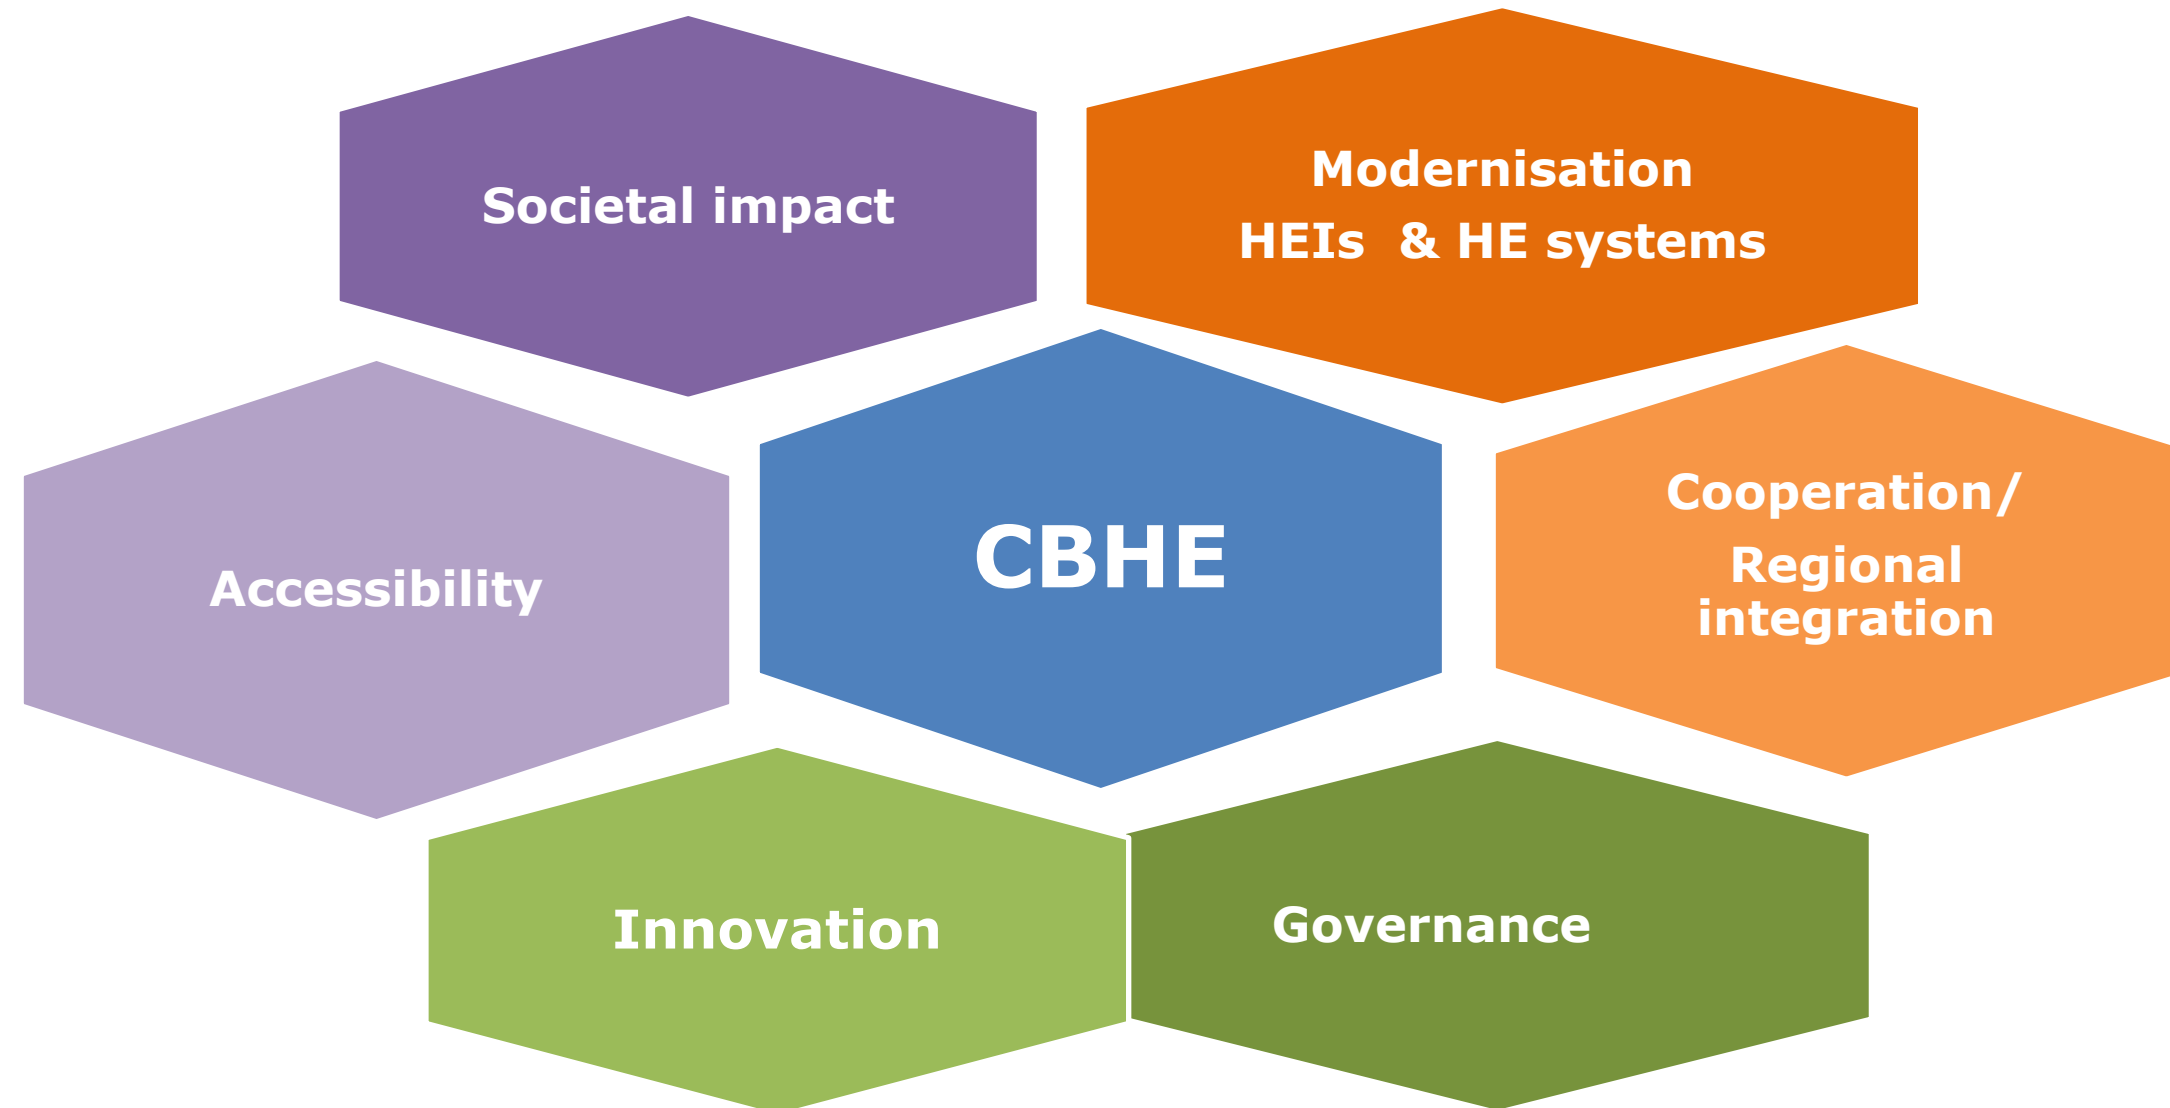 Societal impact
Modernisation
HEIs  & HE systems
Accessibility
CBHE
Cooperation/
Regional
integration
Innovation
Governance